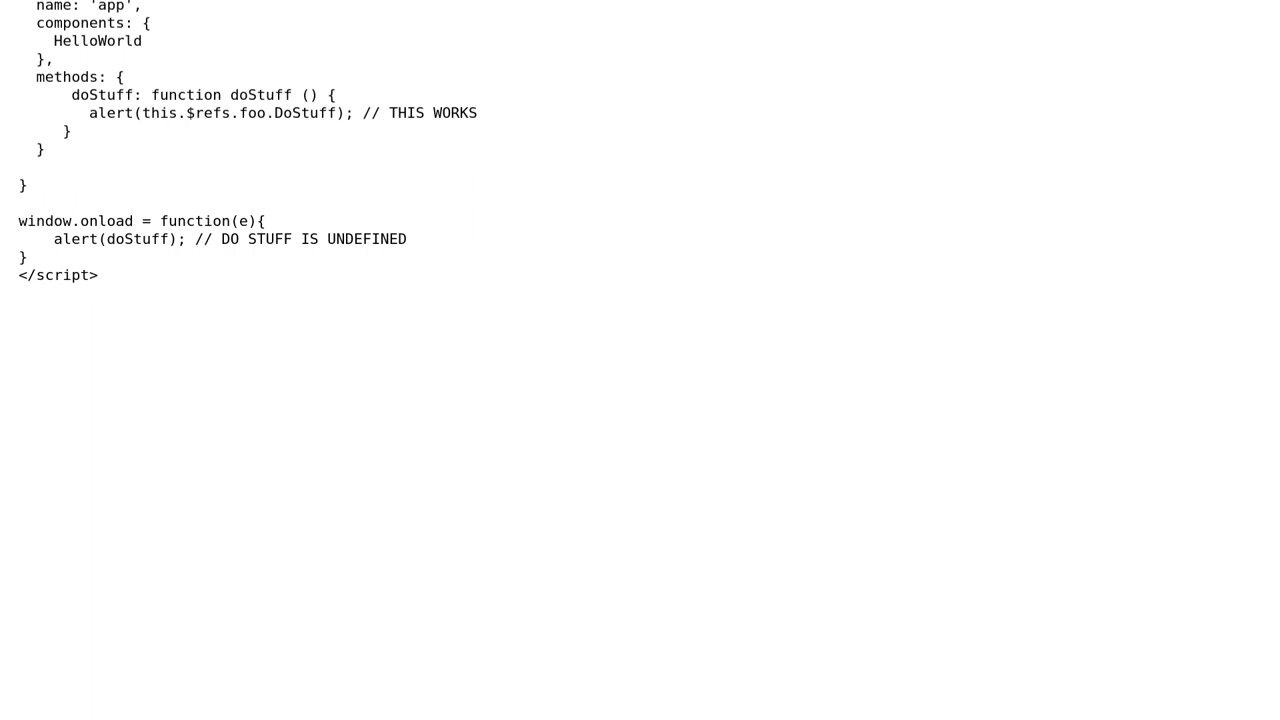 name: 'app',
components: {
HelloWorld
},
methods: {
doStuff: function doStuff () {
alert(this.$refs.foo.DoStuff); // THIS WORKS
}
}
}
window.onload = function(e){
alert(doStuff); // DO STUFF IS UNDEFINED
}
</script>